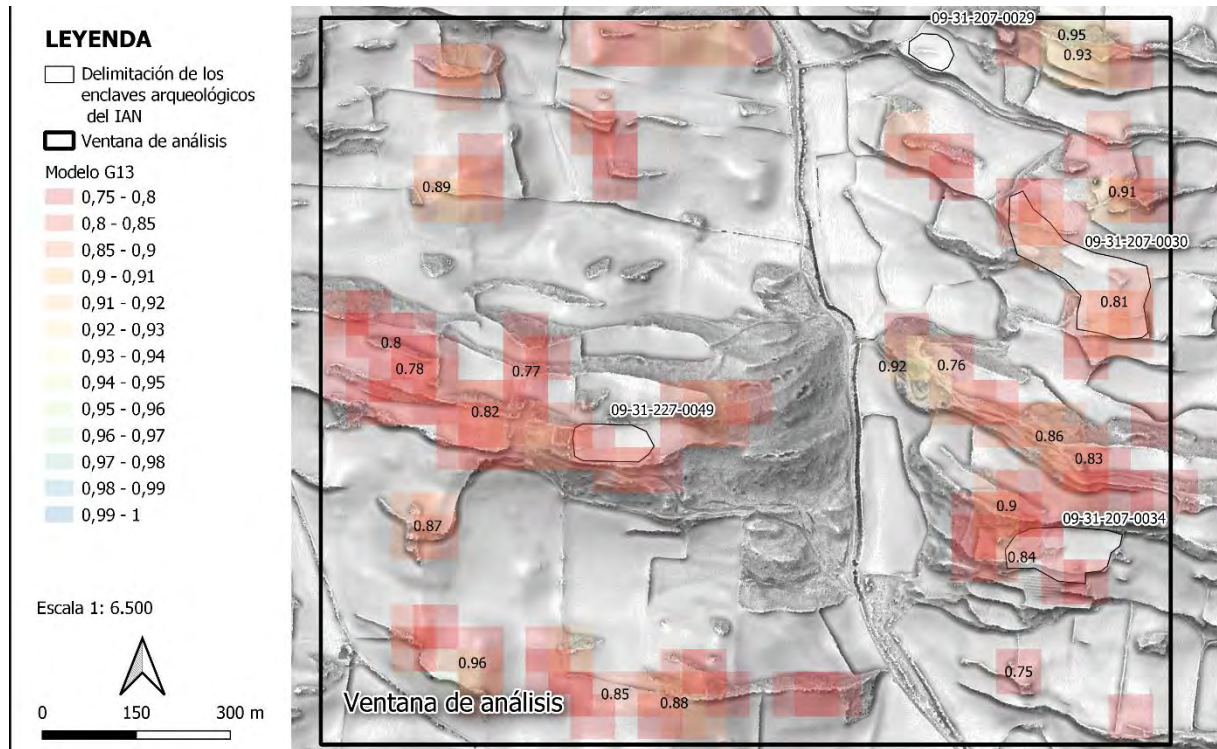 LEYENDA
Delimitación de los
enclaves arqueológicos
del IAN
Ventana de análisis
Modelo G13
0,75 - 0,8
0,8 - 0,85
0,85 - 0,9
0,9 - 0,91
0,91 - 0,92
0,92 - 0,93
0,93 - 0,94
0,94 - 0,95
0,95 - 0,96
0,96 - 0,97
0,97 - 0,98
0,98 - 0,99
0,99 - 1
Escala 1: 6.500
0 150 300 m
09-31-207-0029
0.95
0.93
0.89
0.91
09-31-207-0030
0.81
0.8
0.78
0.77
0.92
0.76
0.82
09-31-227-0049
0.86
0.83
0.87
0.9
09-31-207-0034
0.84
0.96
0.75
0.85
0.88
Ventana de análisis